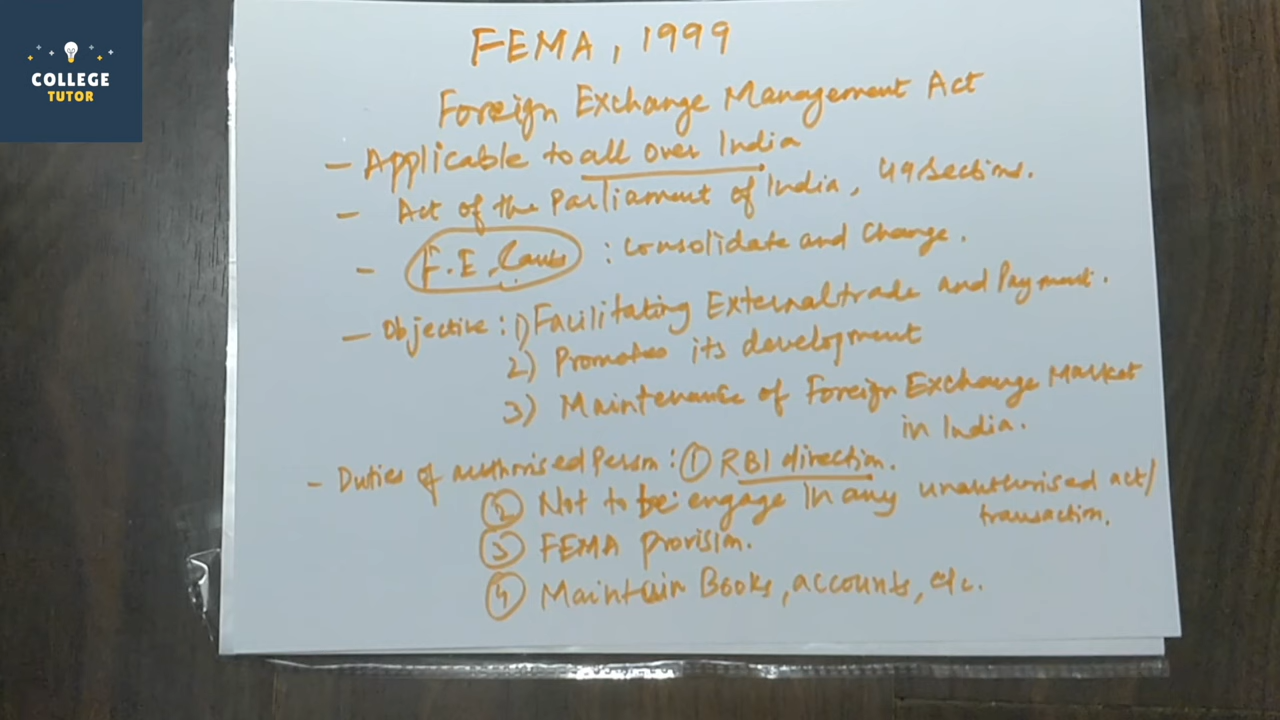 COLLEGE
TUTOR
FEMA, 1999
Foreign Exchange Management Act
- Applicable to all over India
- Act of the Parliament of India, 49 Sections.
- F.E. Laws : Consolidate and Change.
- Objective : 1) Facilitating External trade and Payment.
2) Promotes its development
3) Maintenance of Foreign Exchange Market
in India.
- Duties of authorised Person : ① RBI direction.
② Not to be engage in any unauthorised act/
transaction.
③ FEMA provision.
④ Maintain Books, accounts, etc.